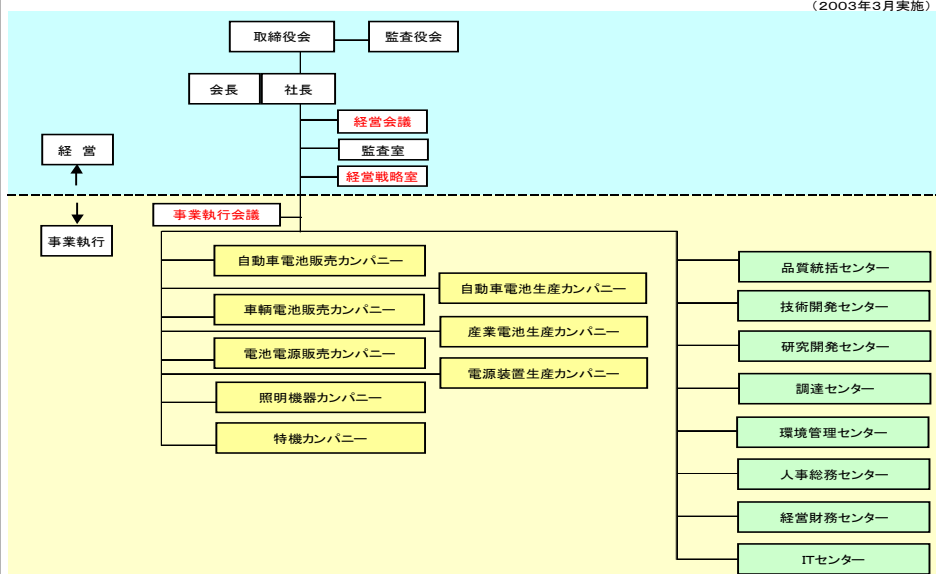 (2003年3月実施)
取締役会
監査役会
会長
社長
経営会議
監査室
経営戦略室
経 営
事業執行
事業執行会議
自動車電池販売カンパニー
自動車電池生産カンパニー
車輌電池販売カンパニー
産業電池生産カンパニー
電池電源販売カンパニー
電源装置生産カンパニー
照明機器カンパニー
特機カンパニー
品質統括センター
技術開発センター
研究開発センター
調達センター
環境管理センター
人事総務センター
経営財務センター
ITセンター